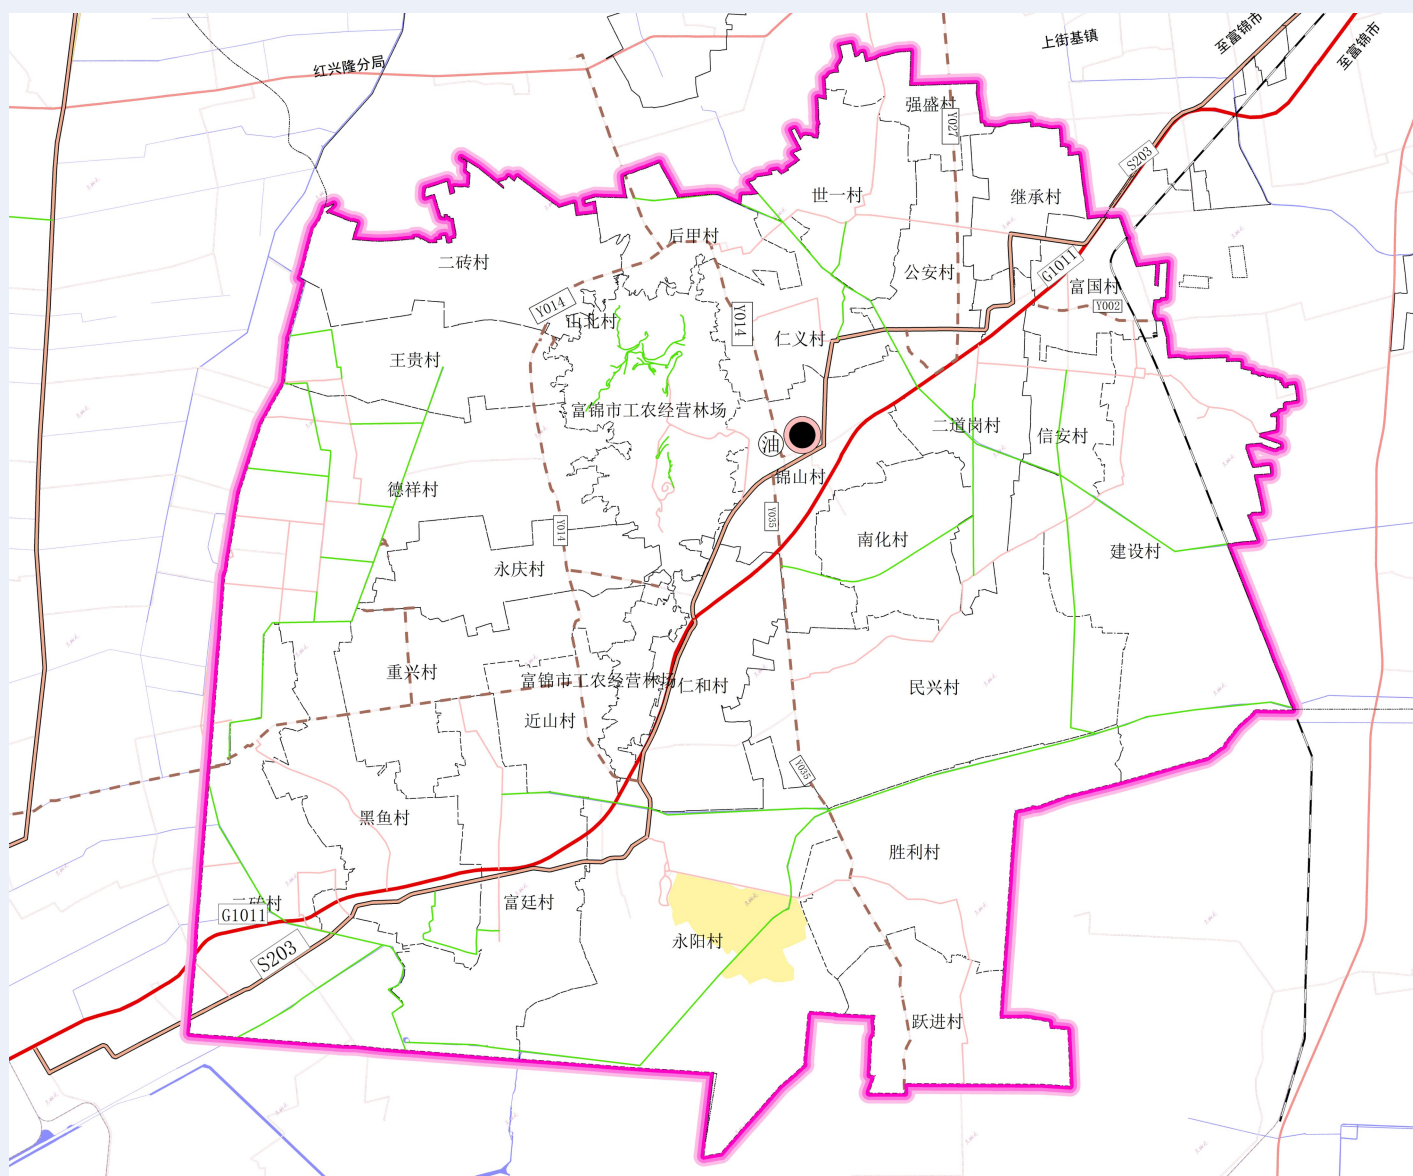 至富锦市
至富锦市
上街基镇
红兴隆分局
强盛村
Y027
S203
世一村
继承村
后甲村
二砖村
公安村
G1011
富国村
Y014
Y002
山北村
Y014
仁义村
王贵村
富锦市工农经营林场
二道岗村
信安村
油
锦山村
德祥村
Y035
Y014
南化村
建设村
永庆村
重兴村
富锦市工农经营林场
仁和村
民兴村
近山村
Y035
黑鱼村
胜利村
二砖村
G1011
富廷村
S203
永阳村
跃进村